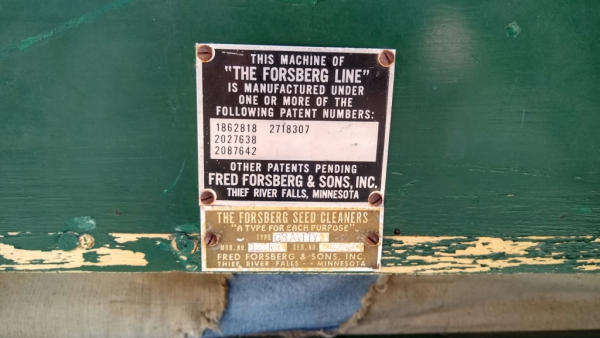 THIS MACHINE OF
"THE FORSBERG LINE"
IS MANUFACTURED UNDER
ONE OR MORE OF THE
FOLLOWING PATENT NUMBERS:
1862818 2718307
2027638
2087642
OTHER PATENTS PENDING
FRED FORSBERG & SONS, INC.
THIEF RIVER FALLS, MINNESOTA
THE FORSBERG SEED CLEANERS
"A TYPE FOR EACH PURPOSE"
TYPE GRAVITY
MOD. NO. SER. NO.
FRED FORSBERG & SONS, INC.
THIEF RIVER FALLS - - MINNESOTA